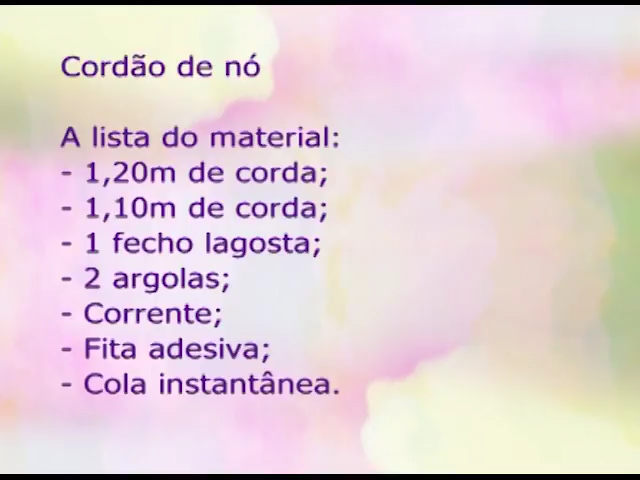 Cordão de nó
A lista do material:
- 1,20m de corda;
- 1,10m de corda;
- 1 fecho lagosta;
- 2 argolas;
- Corrente;
- Fita adesiva;
- Cola instantânea.